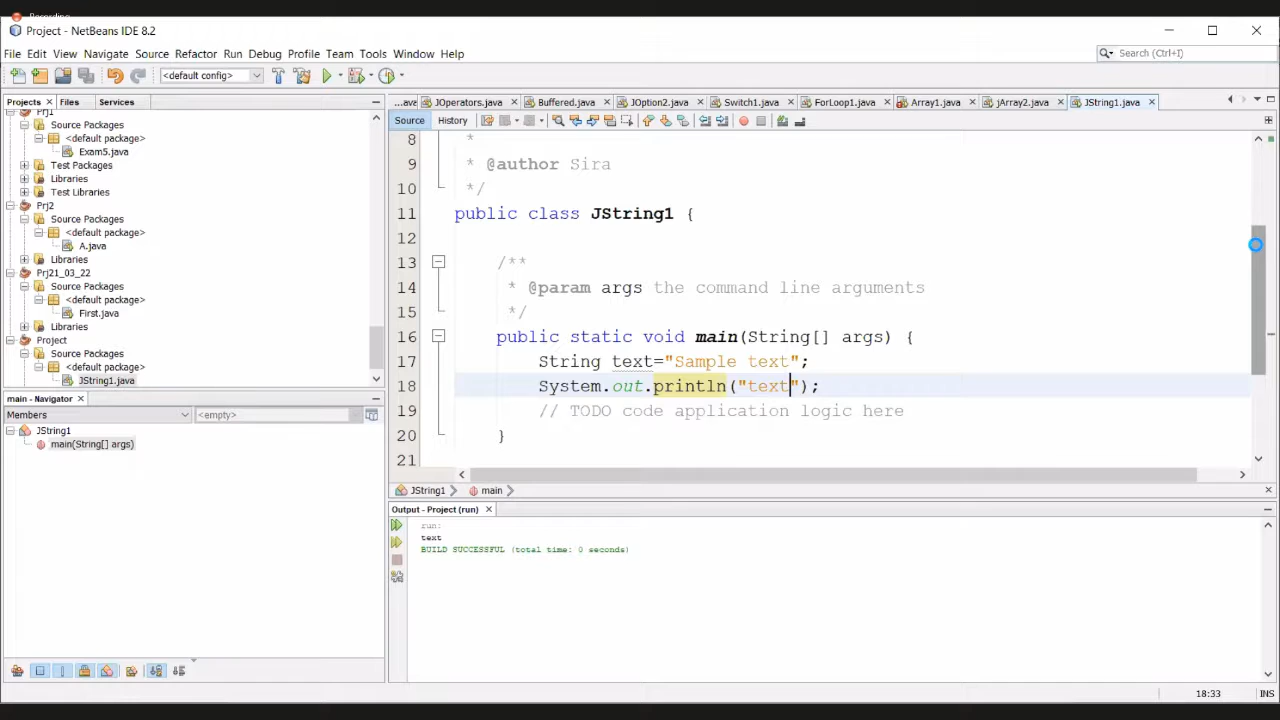 Recording
Project - NetBeans IDE 8.2
File Edit View Navigate Source Refactor Run Debug Profile Team Tools Window Help
Search (Ctrl+I)
<default config>
Projects Files Services
...ava JOperators.java Buffered.java JOption2.java Switch1.java ForLoop1.java Array1.java jArray2.java JString1.java
Source History
Prj1
Source Packages
<default package>
Exam5.java
Test Packages
Libraries
Test Libraries
Prj2
Source Packages
<default package>
A.java
Libraries
Prj21_03_22
Source Packages
<default package>
First.java
Libraries
Project
Source Packages
<default package>
JString1.java
8 *
9 * @author Sira
10 */
11 public class JString1 {
12
13 /**
14 * @param args the command line arguments
15 */
16 public static void main(String[] args) {
17 String text="Sample text";
18 System.out.println("text");
19 // TODO code application logic here
20 }
21
JString1 main
main - Navigator
Members <empty>
JString1
main(String[] args)
Output - Project (run)
run:
text
BUILD SUCCESSFUL (total time: 0 seconds)
18:33 INS